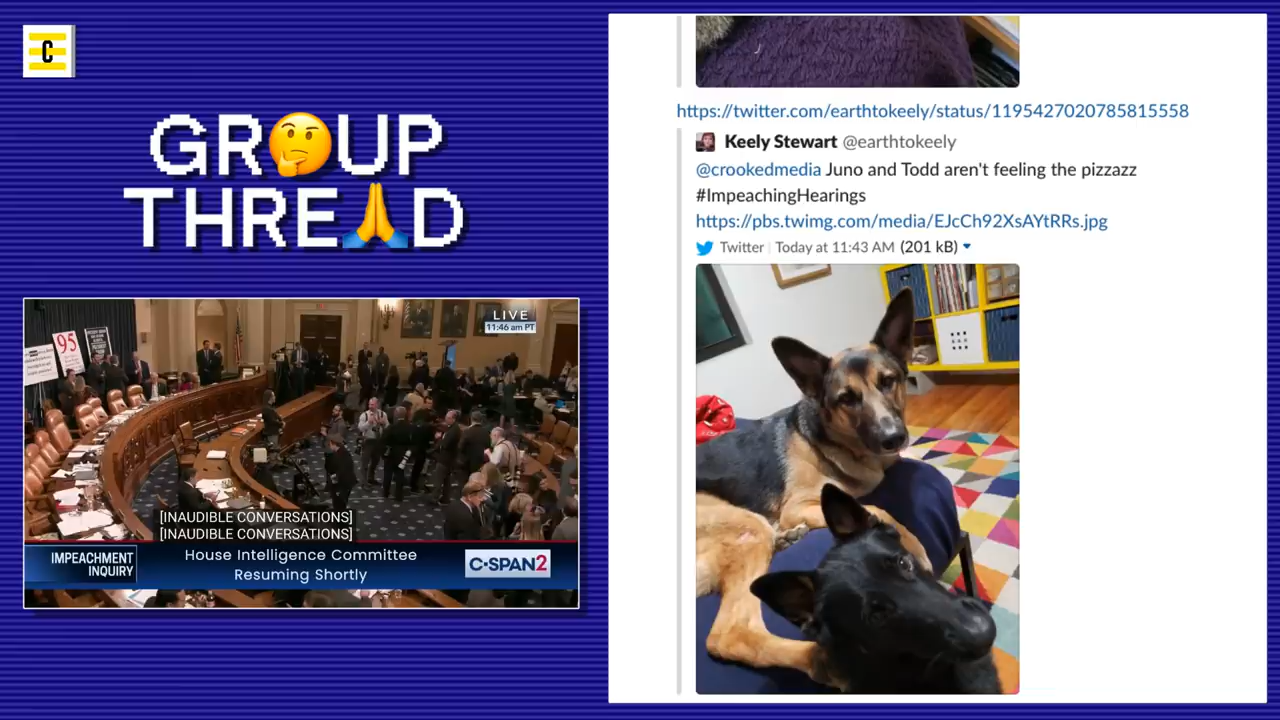 C
GR🤔UP
THRE🙏D
LIVE
11:46 am PT
95
[INAUDIBLE CONVERSATIONS]
[INAUDIBLE CONVERSATIONS]
IMPEACHMENT
INQUIRY
House Intelligence Committee
Resuming Shortly
C-SPAN2
https://twitter.com/earthtokeely/status/1195427020785815558
Keely Stewart @earthtokeely
@crookedmedia Juno and Todd aren't feeling the pizzazz
#ImpeachingHearings
https://pbs.twimg.com/media/EJcCh92XsAYtRRs.jpg
Twitter | Today at 11:43 AM (201 kB)